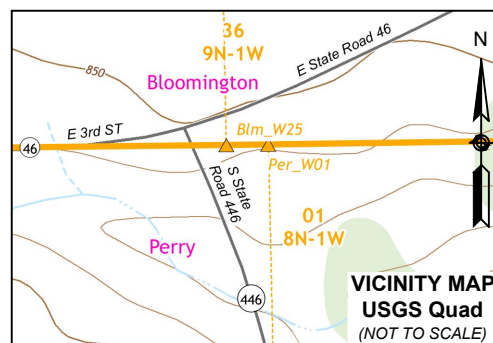 36
9N-1W
850
Bloomington
E State Road 46
N
E 3rd ST
Blm_W25
46
Per_W01
S State
Road 446
01
8N-1W
Perry
446
VICINITY MAP
USGS Quad
(NOT TO SCALE)